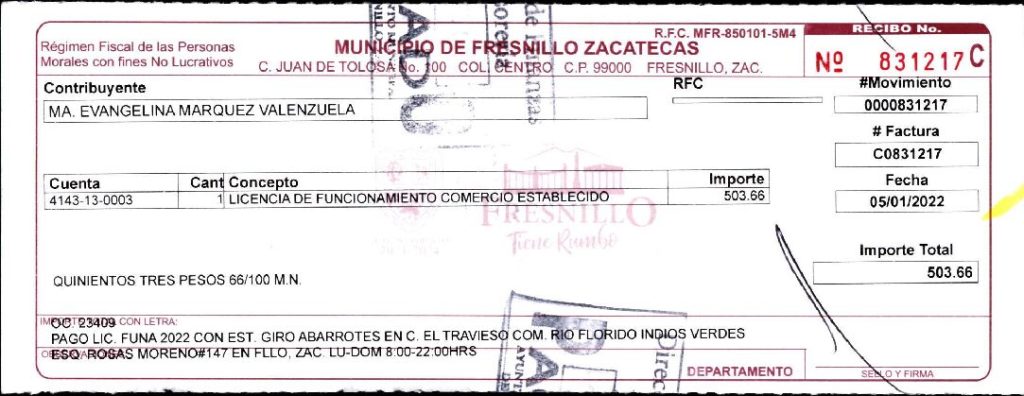 Régimen Fiscal de las Personas
Morales con fines No Lucrativos
MUNICIPIO DE FRESNILLO ZACATECAS
C. JUAN DE TOLOSA No. 100 COL. CENTRO C.P. 99000 FRESNILLO, ZAC.
R.F.C. MFR-850101-5M4
RECIBO No.
Nº 831217 C
Contribuyente
MA. EVANGELINA MARQUEZ VALENZUELA
RFC
#Movimiento
0000831217
# Factura
C0831217
Fecha
05/01/2022
Cuenta Cant Concepto Importe
4143-13-0003 1 LICENCIA DE FUNCIONAMIENTO COMERCIO ESTABLECIDO 503.66
FRESNILLO
Tiene Rumbo
Importe Total
503.66
QUINIENTOS TRES PESOS 66/100 M.N.
CON LETRA:
OC. 23409
PAGO LIC. FUNA 2022 CON EST. GIRO ABARROTES EN C. EL TRAVIESO COM. RIO FLORIDO INDIOS VERDES
ESQ. ROSAS MORENO#147 EN FLLO, ZAC. LU-DOM 8:00-22:00HRS
DEPARTAMENTO
SELLO Y FIRMA
de finanzas
Direc